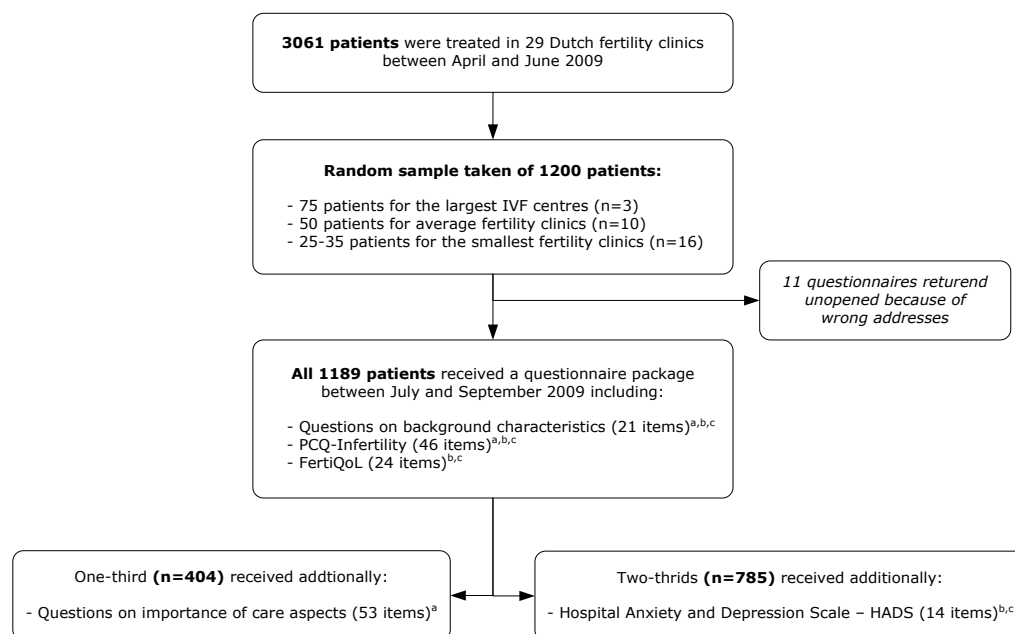 3061 patients were treated in 29 Dutch fertility clinics
between April and June 2009
Random sample taken of 1200 patients:
- 75 patients for the largest IVF centres (n=3)
- 50 patients for average fertility clinics (n=10)
- 25-35 patients for the smallest fertility clinics (n=16)
11 questionnaires returend
unopened because of
wrong addresses
All 1189 patients received a questionnaire package
between July and September 2009 including:
- Questions on background characteristics (21 items)a,b,c
- PCQ-Infertility (46 items)a,b,c
- FertiQoL (24 items)b,c
One-third (n=404) received addtionally:
- Questions on importance of care aspects (53 items)a
Two-thrids (n=785) received additionally:
- Hospital Anxiety and Depression Scale – HADS (14 items)b,c